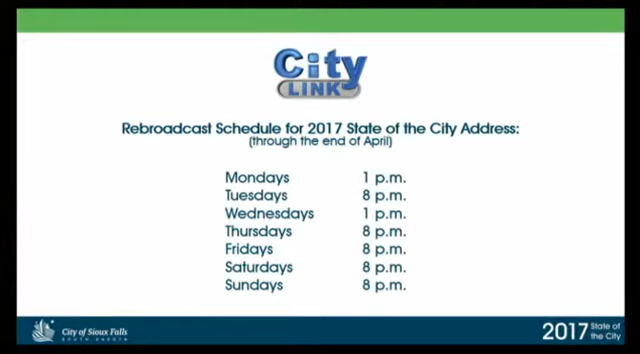 City
LINK
Rebroadcast Schedule for 2017 State of the City Address:
(through the end of April)
Mondays 1 p.m.
Tuesdays 8 p.m.
Wednesdays 1 p.m.
Thursdays 8 p.m.
Fridays 8 p.m.
Saturdays 8 p.m.
Sundays 8 p.m.
City of Sioux Falls
SOUTH DAKOTA
2017 State of
the City